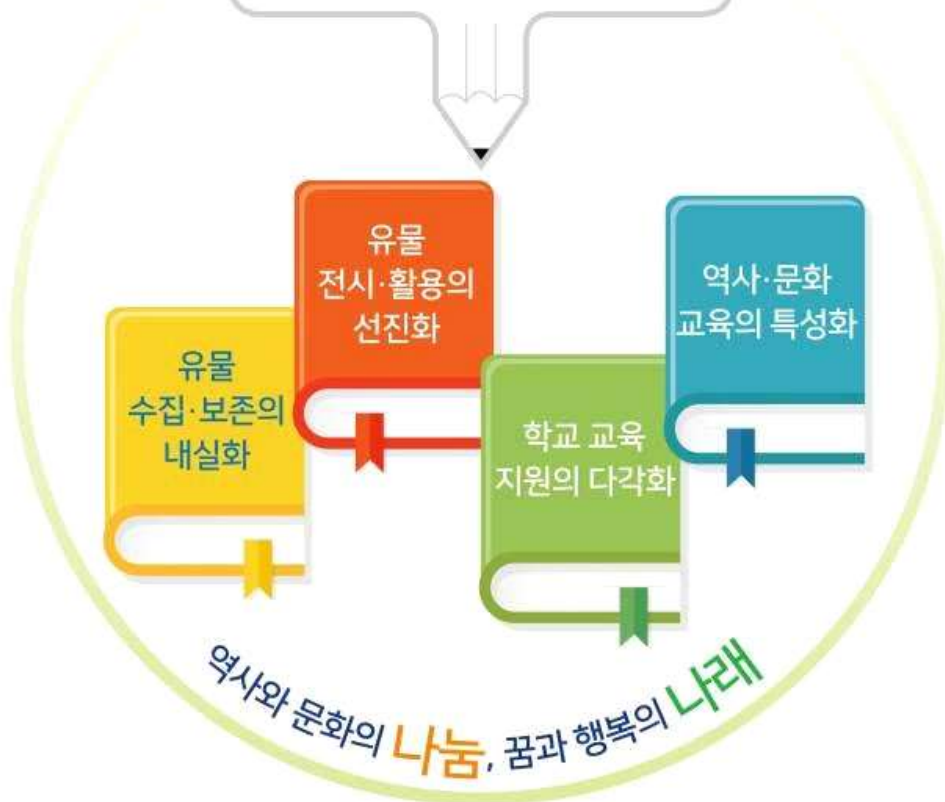 유물
수집·보존의
내실화
유물
전시·활용의
선진화
학교 교육
지원의 다각화
역사·문화
교육의 특성화
역사와 문화의 나눔, 꿈과 행복의 나래